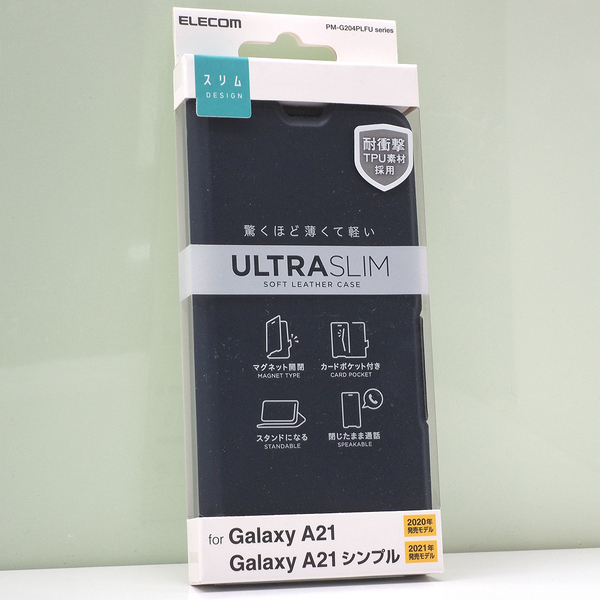 ELECOM
PM-G204PLFU series
スリム
DESIGN
耐衝撃
TPU素材
採用
驚くほど薄くて軽い
ULTRASLIM
SOFT LEATHER CASE
マグネット開閉
MAGNET TYPE
カードポケット付き
CARD POCKET
スタンドになる
STANDABLE
閉じたまま通話
SPEAKABLE
for Galaxy A21
2020年
発売モデル
Galaxy A21 シンプル
2021年
発売モデル